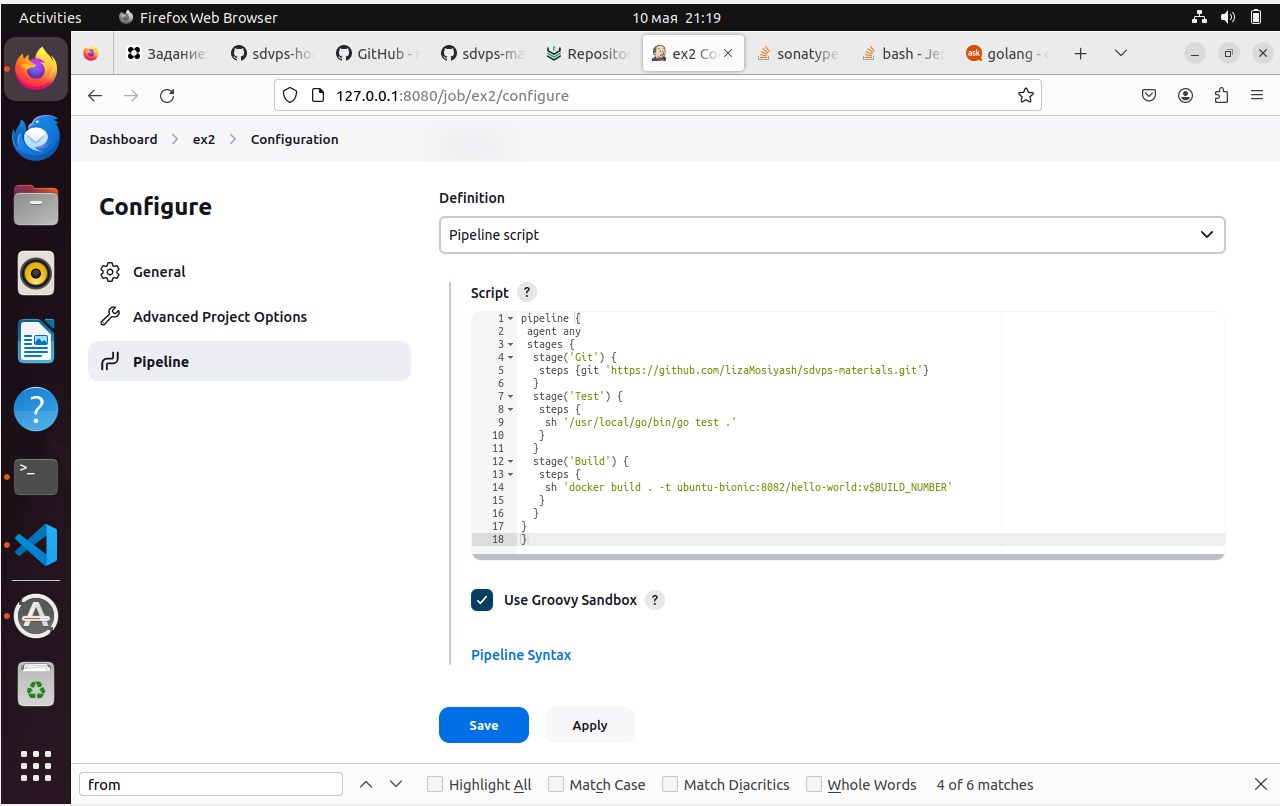 Activities Firefox Web Browser 10 мая 21:19
Задание: sdvps-ho GitHub - sdvps-ma Reposito ex2 Co sonatype bash - Je golang -
127.0.0.1:8080/job/ex2/configure
Dashboard ex2 Configuration
Configure
General
Advanced Project Options
Pipeline
Definition
Pipeline script
Script ?
1 pipeline {
2 agent any
3 stages {
4 stage('Git') {
5 steps {git 'https://github.com/lizaMosiyash/sdvps-materials.git'}
6 }
7 stage('Test') {
8 steps {
9 sh '/usr/local/go/bin/go test .'
10 }
11 }
12 stage('Build') {
13 steps {
14 sh 'docker build . -t ubuntu-bionic:8082/hello-world:v$BUILD_NUMBER'
15 }
16 }
17 }
18 }
Use Groovy Sandbox ?
Pipeline Syntax
Save Apply
from Highlight All Match Case Match Diacritics Whole Words 4 of 6 matches